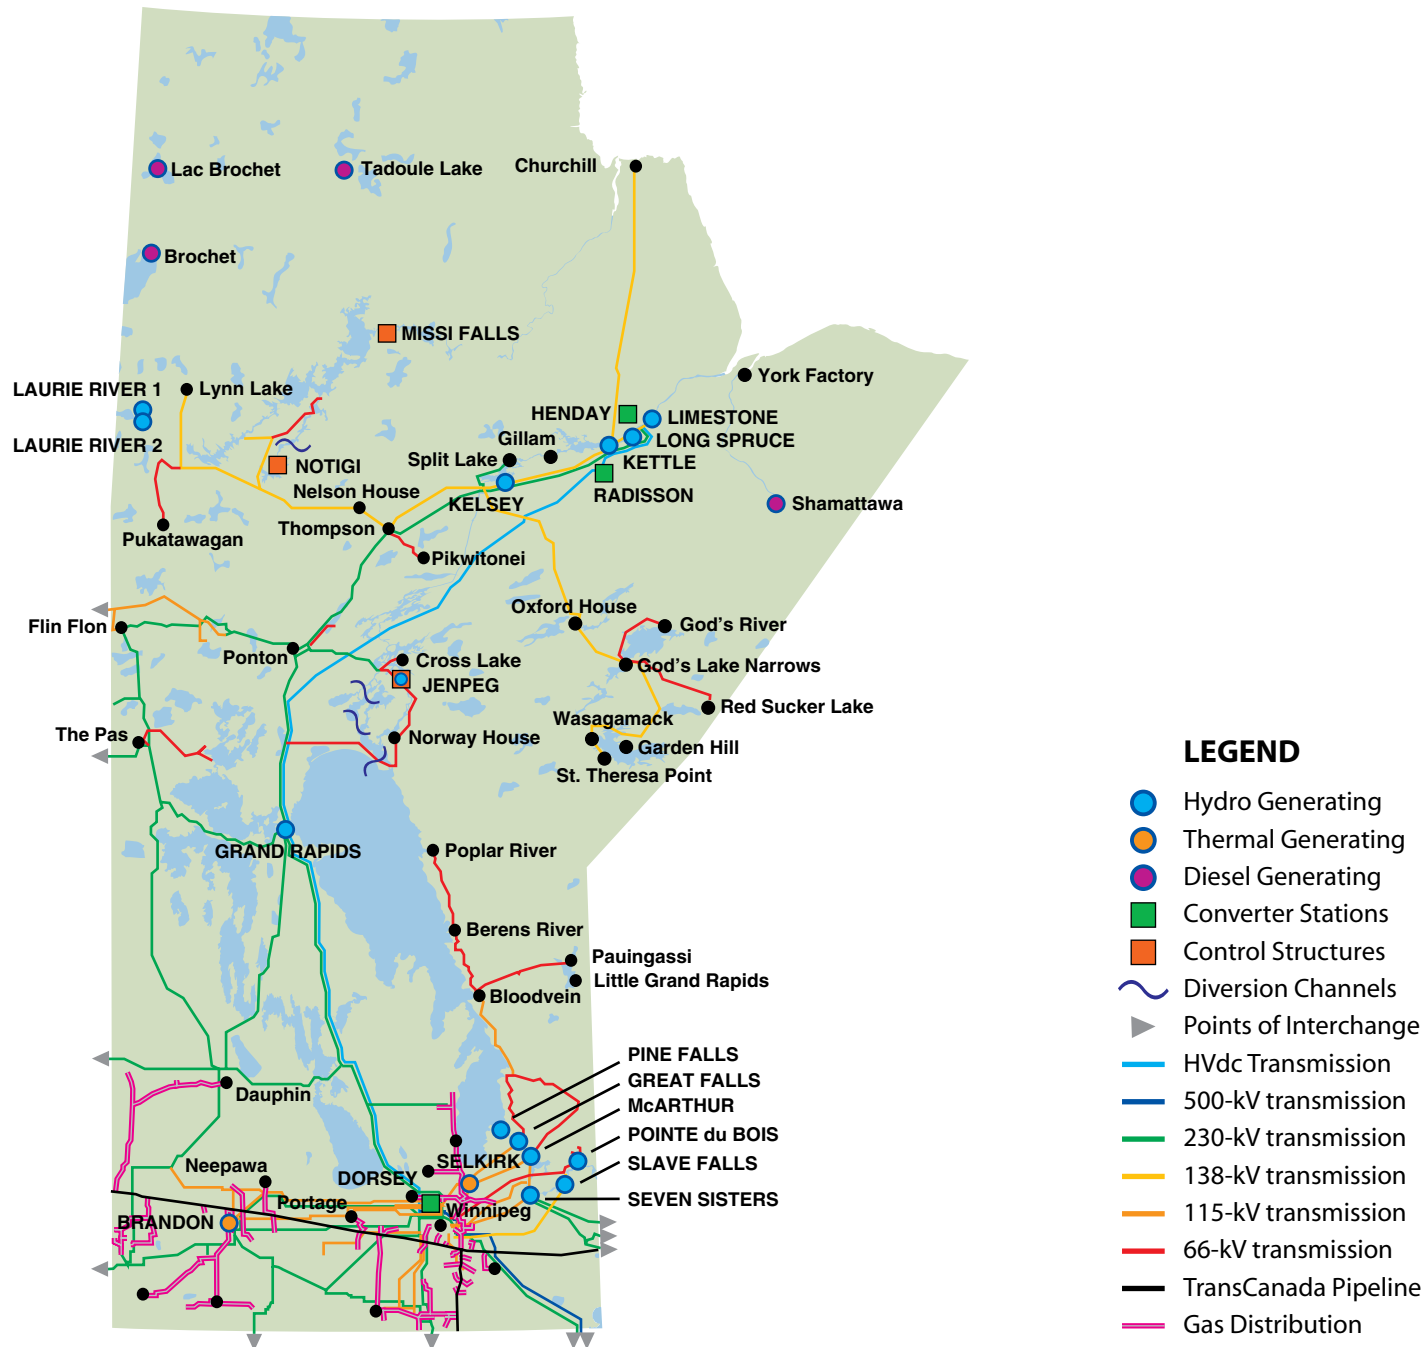 Lac Brochet
Tadoule Lake
Churchill
Brochet
MISSI FALLS
York Factory
LAURIE RIVER 1
Lynn Lake
LAURIE RIVER 2
HENDAY
LIMESTONE
Gillam
LONG SPRUCE
Split Lake
KETTLE
NOTIGI
RADISSON
Nelson House
KELSEY
Shamattawa
Thompson
Pukatawagan
Pikwitonei
Oxford House
Flin Flon
God's River
Ponton
Cross Lake
God's Lake Narrows
JENPEG
Red Sucker Lake
Wasagamack
The Pas
Norway House
Garden Hill
St. Theresa Point
GRAND RAPIDS
Poplar River
Berens River
Pauingassi
Little Grand Rapids
Bloodvein
PINE FALLS
GREAT FALLS
Dauphin
McARTHUR
POINTE du BOIS
Neepawa
SELKIRK
SLAVE FALLS
DORSEY
SEVEN SISTERS
Portage
Winnipeg
BRANDON
LEGEND
Hydro Generating
Thermal Generating
Diesel Generating
Converter Stations
Control Structures
Diversion Channels
Points of Interchange
HVdc Transmission
500-kV transmission
230-kV transmission
138-kV transmission
115-kV transmission
66-kV transmission
TransCanada Pipeline
Gas Distribution